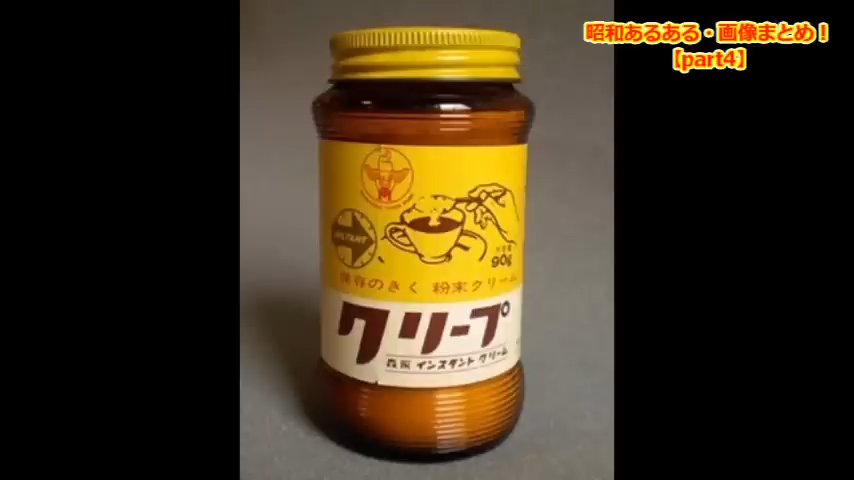 昭和あるある・画像まとめ!
【part4】
INSTANT
90g
保存のきく 粉末クリーム
クリープ
森永 インスタント クリーム